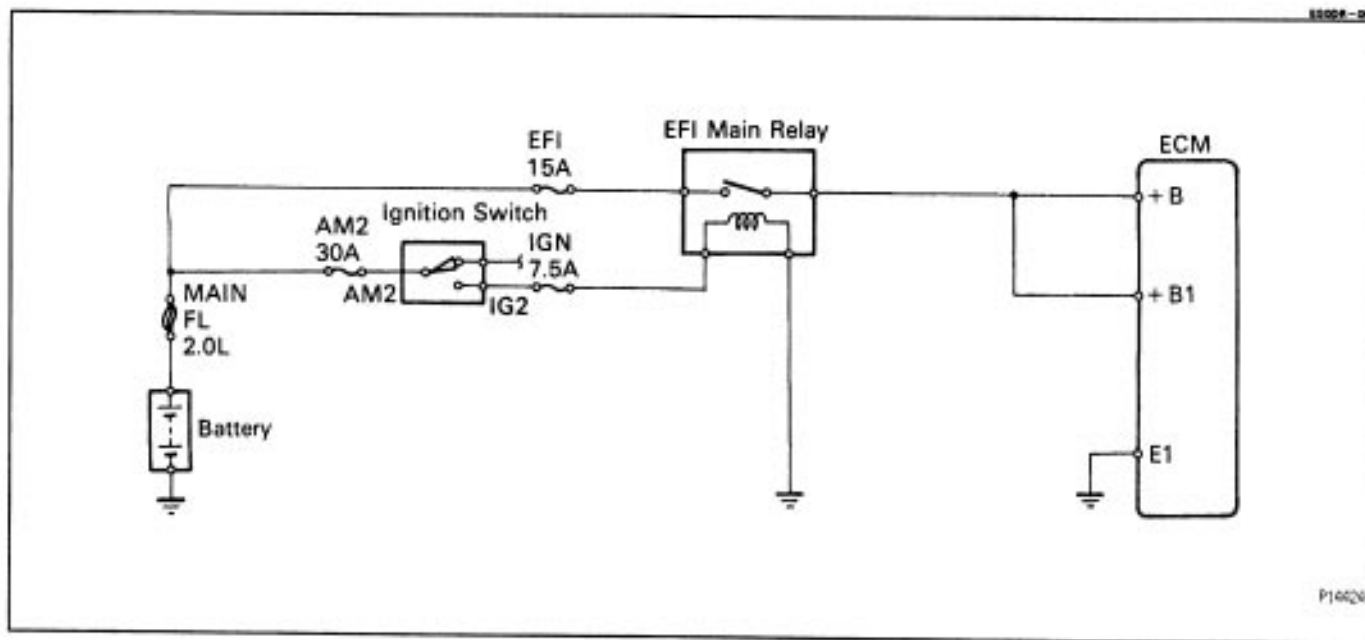 EFI Main Relay
EFI
15A
ECM
+ B
Ignition Switch
AM2
30A
IGN
7.5A
AM2
IG2
MAIN
FL
2.0L
+ B1
Battery
E1